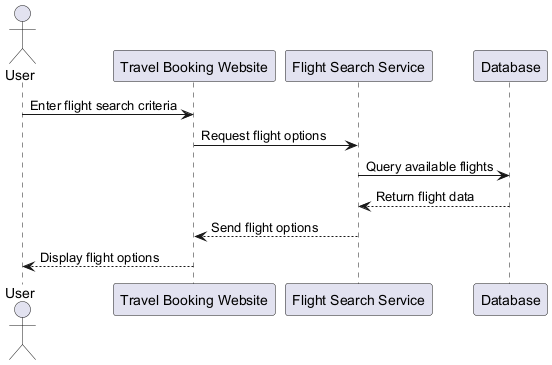 User
Travel Booking Website
Flight Search Service
Database
Enter flight search criteria
Request flight options
Query available flights
Return flight data
Send flight options
Display flight options
User
Travel Booking Website
Flight Search Service
Database